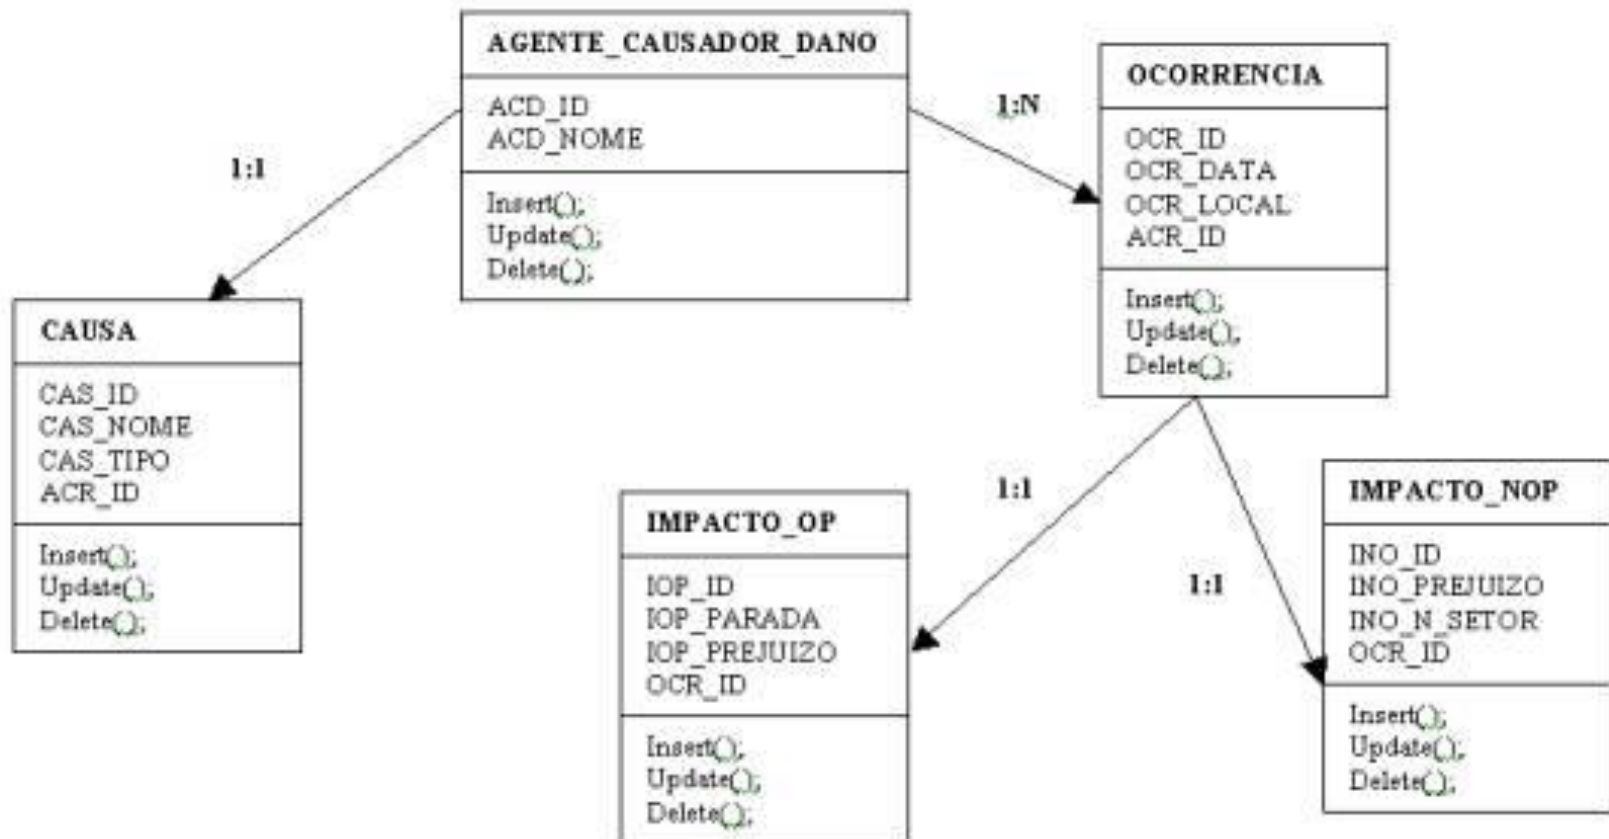 AGENTE_CAUSADOR_DANO
ACD_ID
ACD_NOME
Insert();
Update();
Delete();
1:N
OCORRENCIA
OCR_ID
OCR_DATA
OCR_LOCAL
ACR_ID
Insert();
Update();
Delete();
1:1
CAUSA
CAS_ID
CAS_NOME
CAS_TIPO
ACR_ID
Insert();
Update();
Delete();
1:1
IMPACTO_OP
IOP_ID
IOP_PARADA
IOP_PREJUIZO
OCR_ID
Insert();
Update();
Delete();
1:1
IMPACTO_NOP
INO_ID
INO_PREJUIZO
INO_N_SETOR
OCR_ID
Insert();
Update();
Delete();